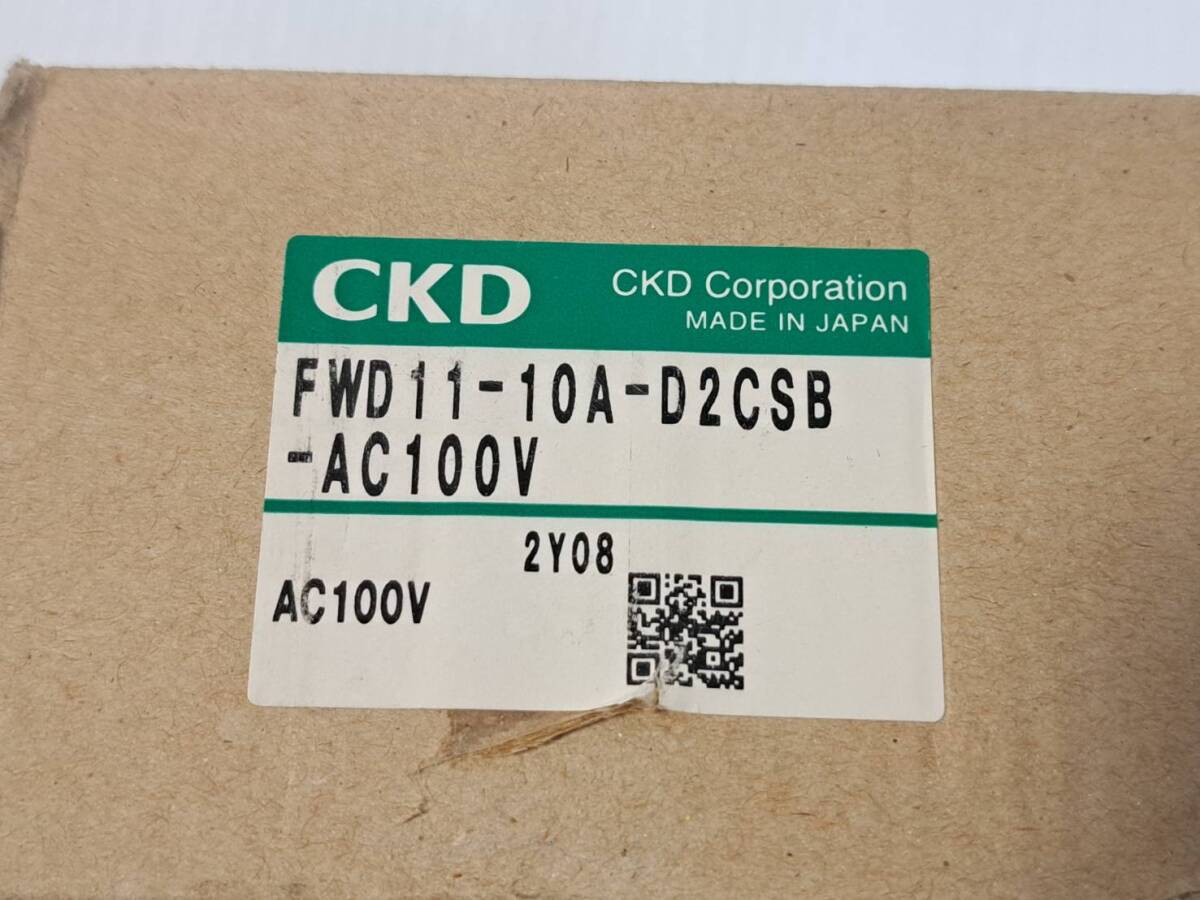 CKD
CKD Corporation
MADE IN JAPAN
FWD11-10A-D2CSB
-AC100V
2Y08
AC100V